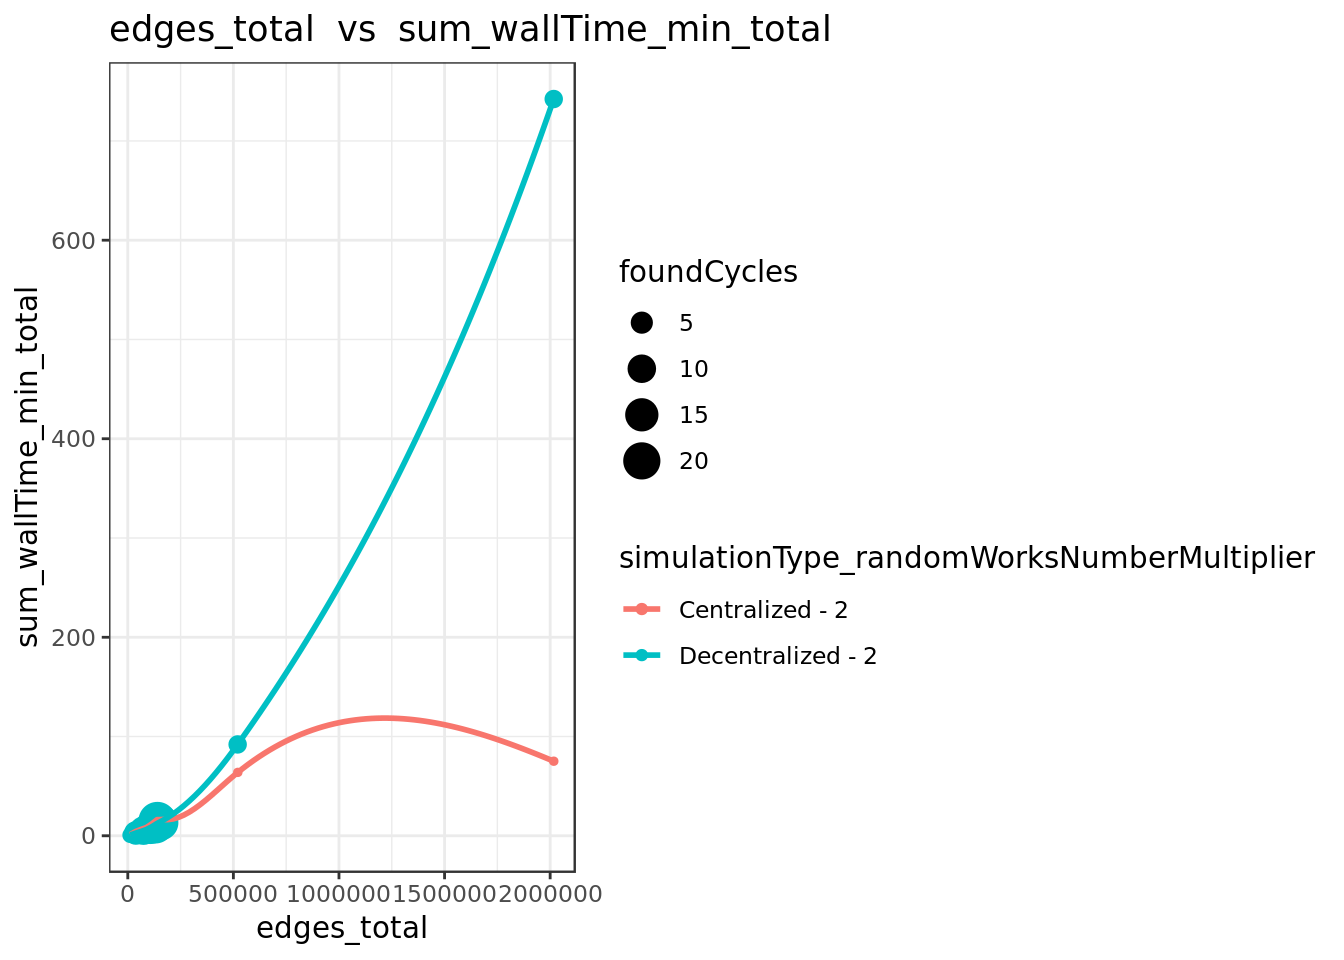 edges_total  vs  sum_wallTime_min_total
sum_wallTime_min_total
600
400
200
0
0
500000
1000000
1500000
2000000
edges_total
foundCycles
5
10
15
20
simulationType_randomWorksNumberMultiplier
Centralized - 2
Decentralized - 2